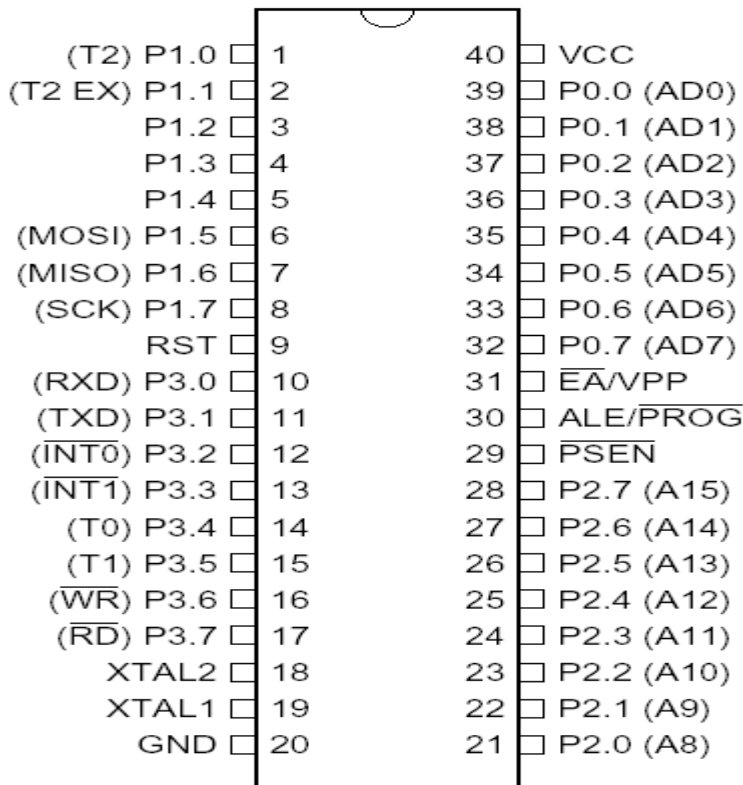 (T2) P1.0 1 40 VCC
(T2 EX) P1.1 2 39 P0.0 (AD0)
P1.2 3 38 P0.1 (AD1)
P1.3 4 37 P0.2 (AD2)
P1.4 5 36 P0.3 (AD3)
(MOSI) P1.5 6 35 P0.4 (AD4)
(MISO) P1.6 7 34 P0.5 (AD5)
(SCK) P1.7 8 33 P0.6 (AD6)
RST 9 32 P0.7 (AD7)
(RXD) P3.0 10 31 E̅A̅/VPP
(TXD) P3.1 11 30 ALE/P̅R̅O̅G̅
(I̅N̅T̅0̅) P3.2 12 29 P̅S̅E̅N̅
(I̅N̅T̅1̅) P3.3 13 28 P2.7 (A15)
(T0) P3.4 14 27 P2.6 (A14)
(T1) P3.5 15 26 P2.5 (A13)
(W̅R̅) P3.6 16 25 P2.4 (A12)
(R̅D̅) P3.7 17 24 P2.3 (A11)
XTAL2 18 23 P2.2 (A10)
XTAL1 19 22 P2.1 (A9)
GND 20 21 P2.0 (A8)